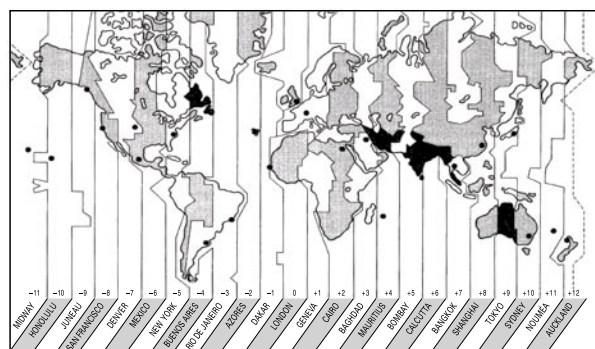 −11 −10 −9 −8 −7 −6 −5 −4 −3 −2 −1 0 +1 +2 +3 +4 +5 +6 +7 +8 +9 +10 +11 +12
MIDWAY
HONOLULU
JUNEAU
SAN FRANCISCO
DENVER
MEXICO
NEW YORK
BUENOS AIRES
RIO DE JANEIRO
AZORES
DAKAR
LONDON
GENEVA
CAIRO
BAGHDAD
MAURITIUS
BOMBAY
CALCUTTA
BANGKOK
SHANGHAI
TOKYO
SYDNEY
NOUMÉA
AUCKLAND